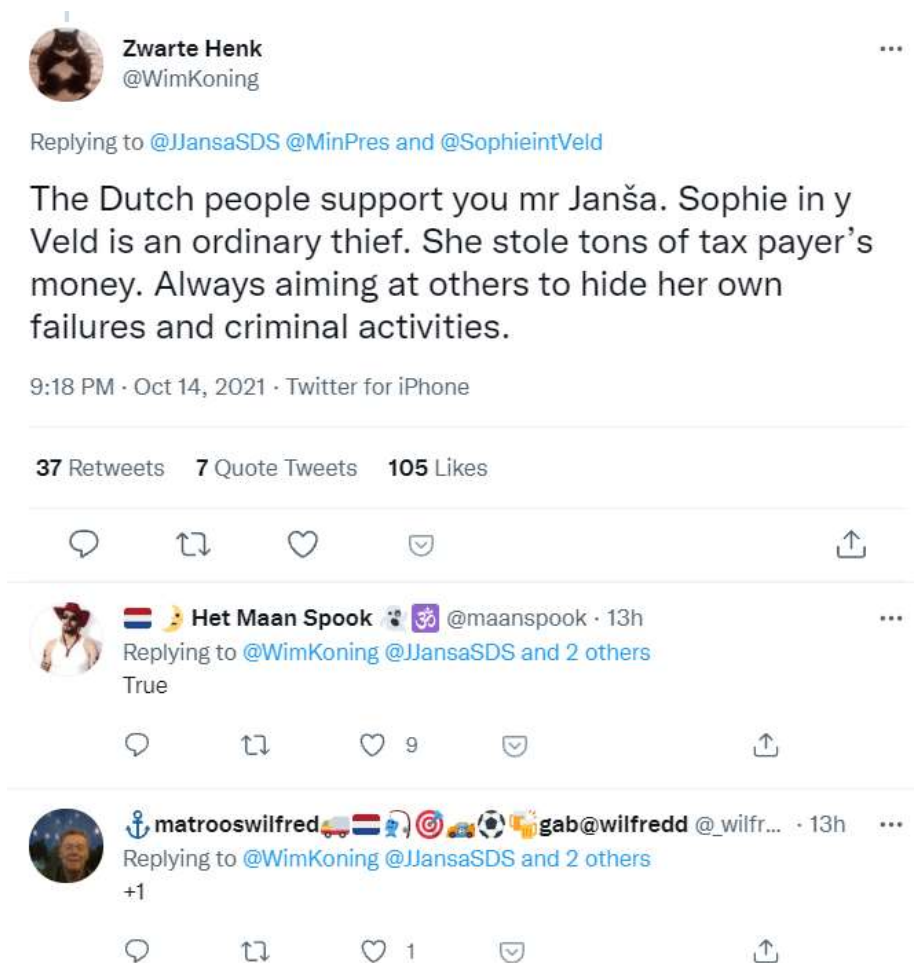 Zwarte Henk
@WimKoning
Replying to @JJansaSDS @MinPres and @SophieintVeld
The Dutch people support you mr Janša. Sophie in y
Veld is an ordinary thief. She stole tons of tax payer's
money. Always aiming at others to hide her own
failures and criminal activities.
9:18 PM · Oct 14, 2021 · Twitter for iPhone
37 Retweets 7 Quote Tweets 105 Likes
Het Maan Spook @maanspook · 13h
Replying to @WimKoning @JJansaSDS and 2 others
True
9
matrooswilfred gab@wilfredd @_wilfr... · 13h
Replying to @WimKoning @JJansaSDS and 2 others
+1
1